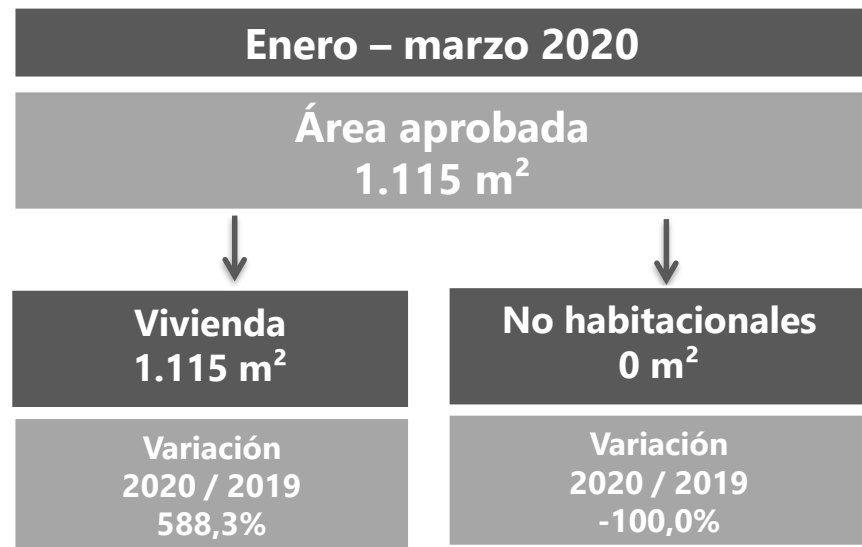 Enero – marzo 2020
Área aprobada
1.115 m²
Vivienda
1.115 m²
No habitacionales
0 m²
Variación
2020 / 2019
588,3%
Variación
2020 / 2019
-100,0%